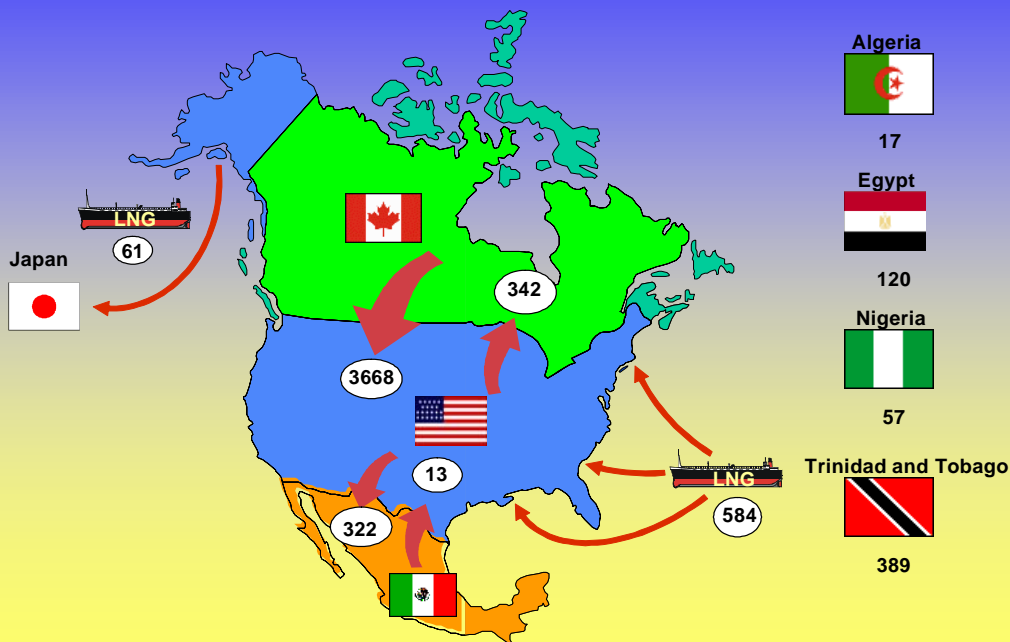 Algeria
17
Egypt
120
LNG
61
Japan
342
Nigeria
3668
57
Trinidad and Tobago
13
LNG
584
322
389